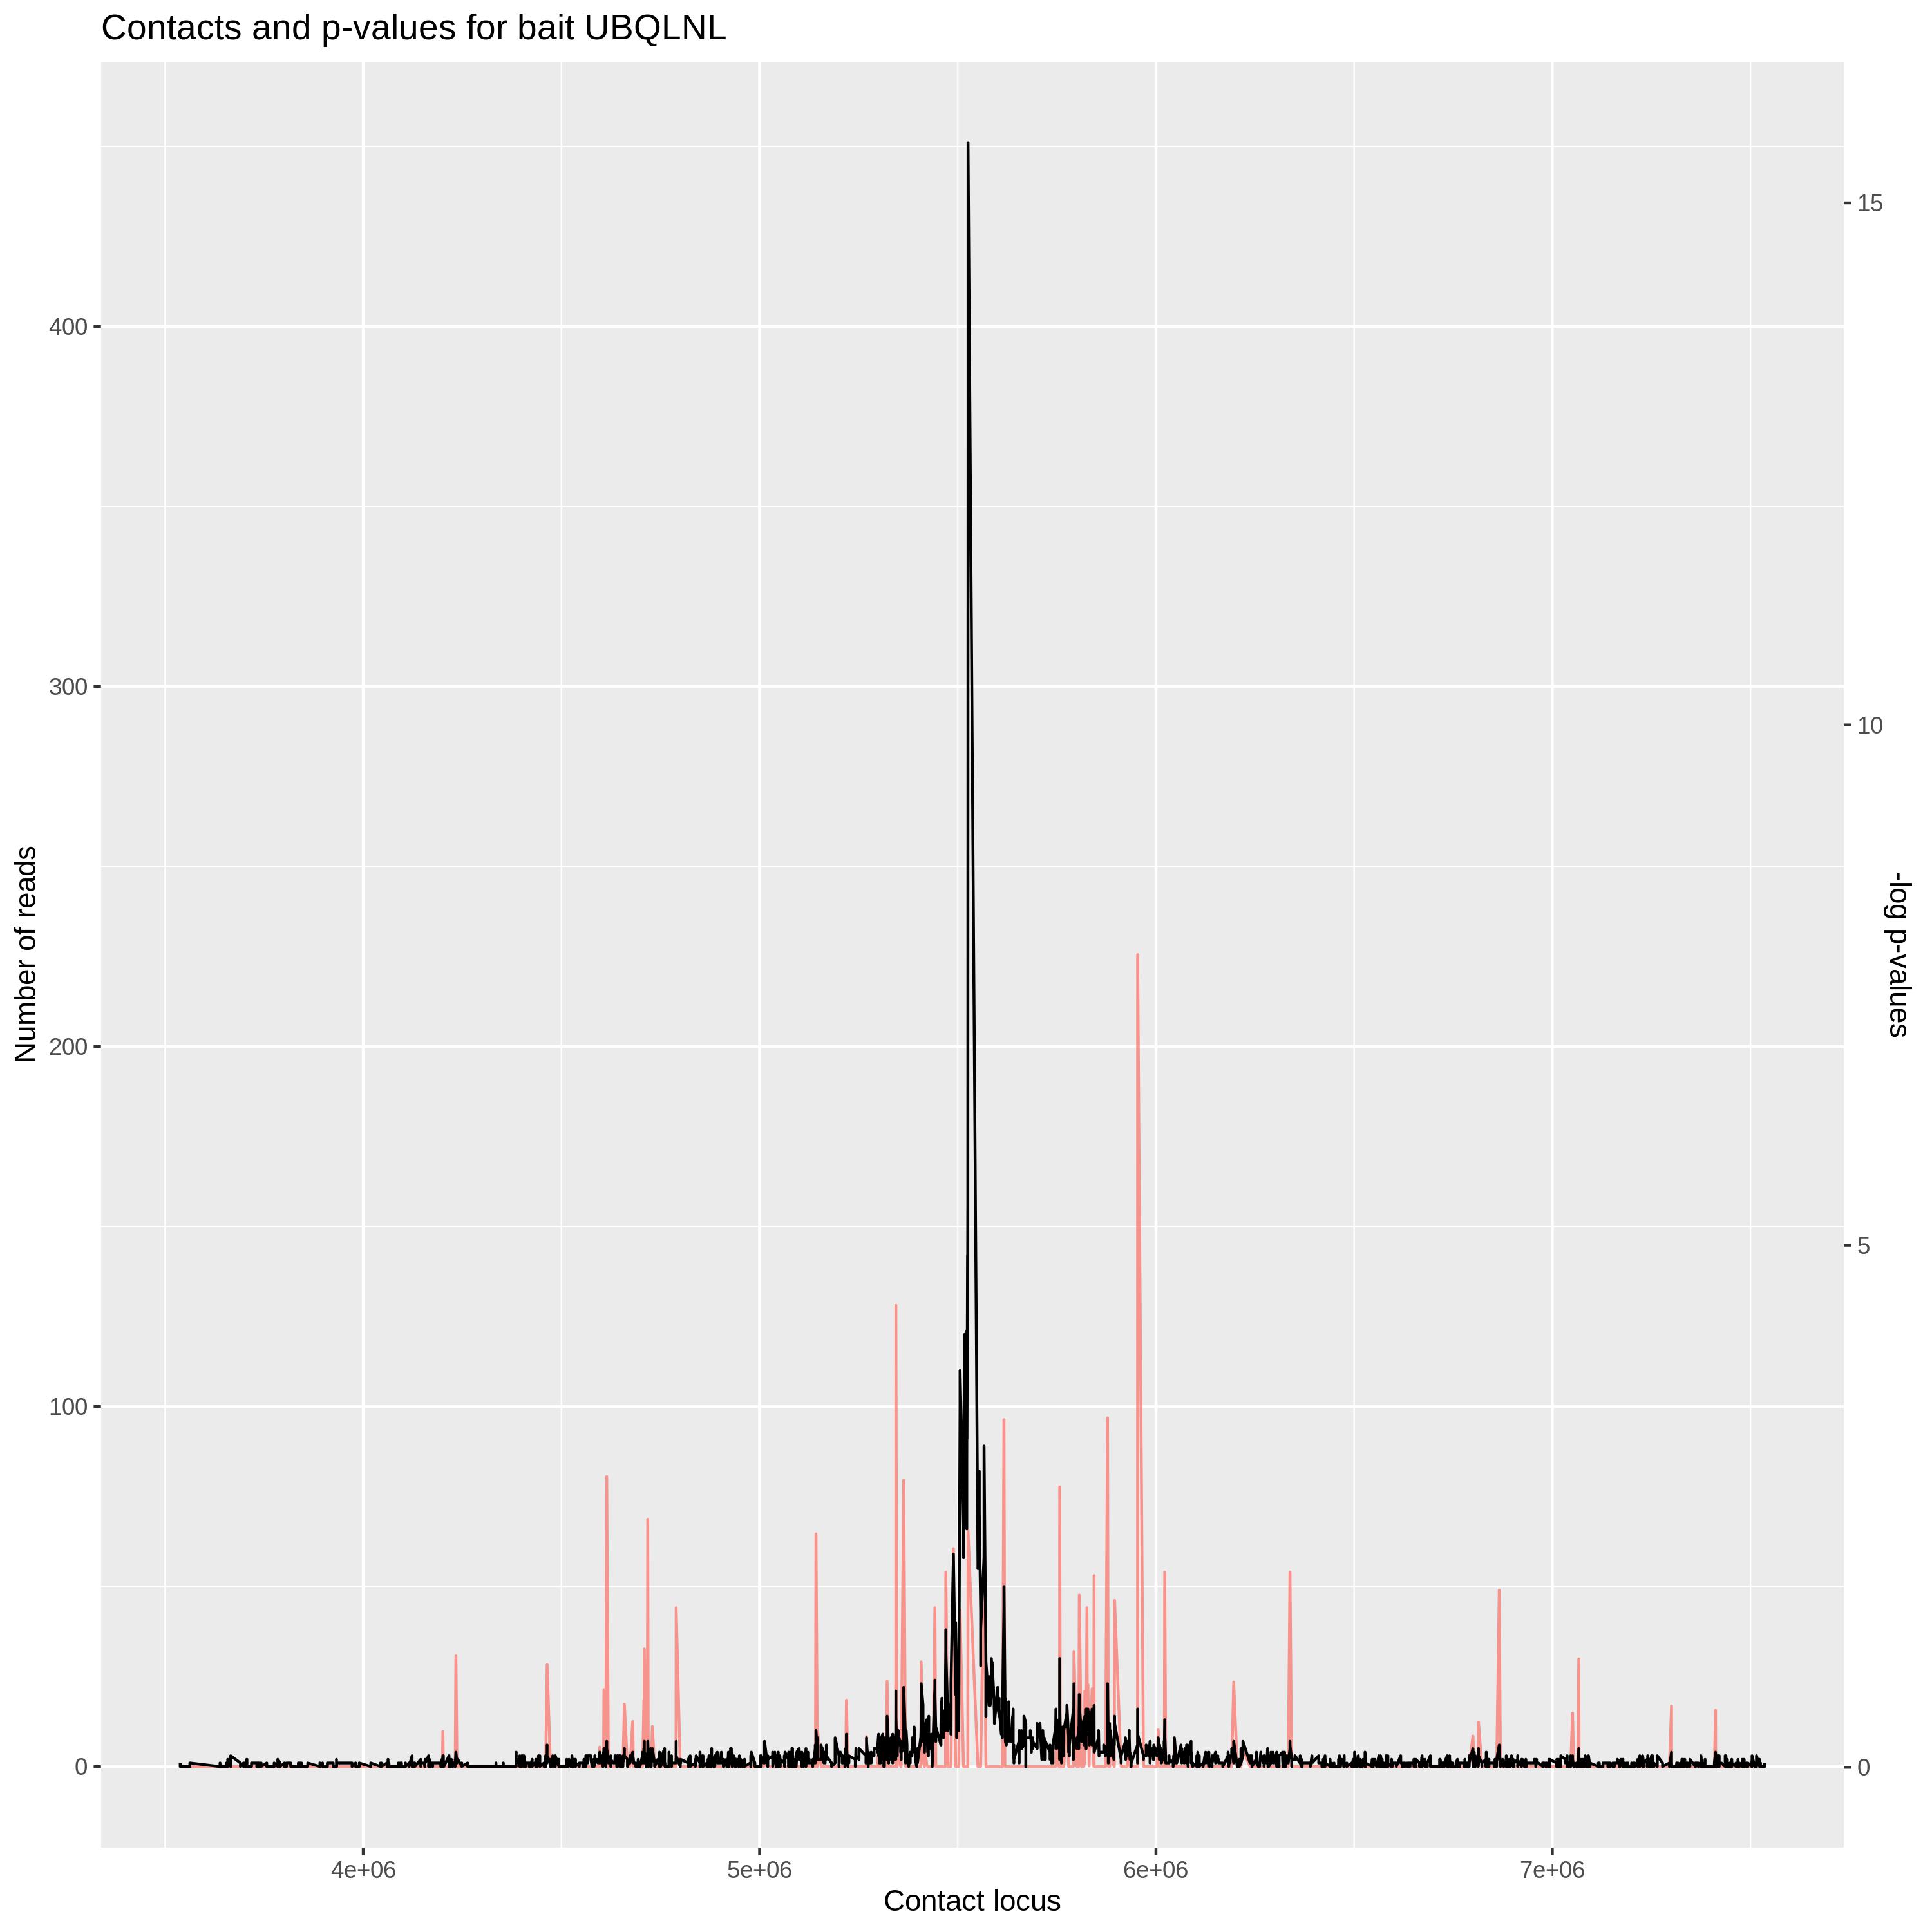 Contacts and p-values for bait UBQLNL
Number of reads
400
300
200
100
0
15
10
5
0
-log p-values
4e+06
5e+06
6e+06
7e+06
Contact locus